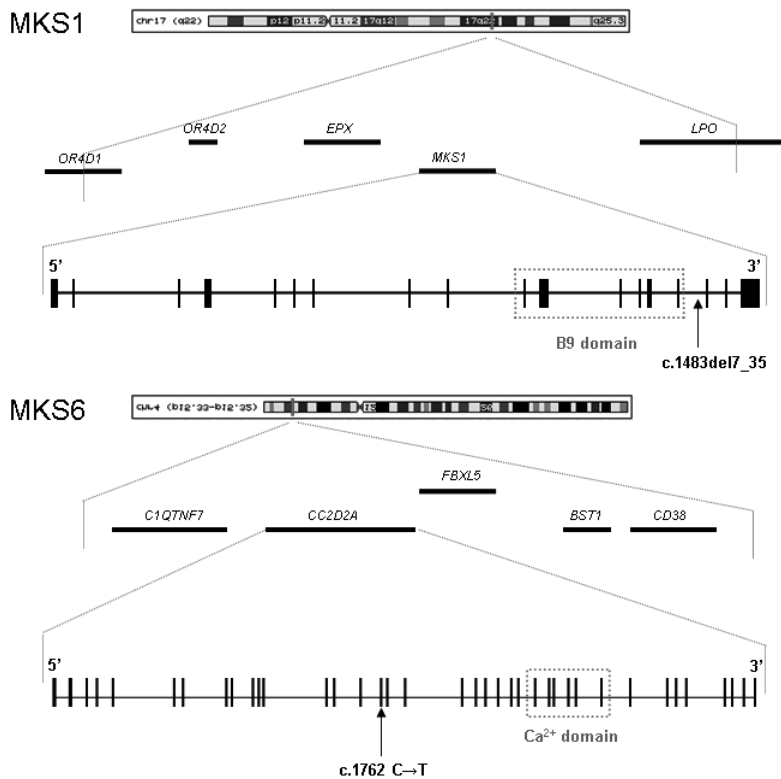 MKS1
chr17 (q22) p12 p11.2 11.2 17q12 17q22 q25.3
OR4D2 EPX LPO
OR4D1 MKS1
5’ 3’
B9 domain
c.1483del7_35
MKS6
FBXL5
C1QTNF7 CC2D2A BST1 CD38
5’ 3’
Ca²⁺ domain
c.1762 C→T